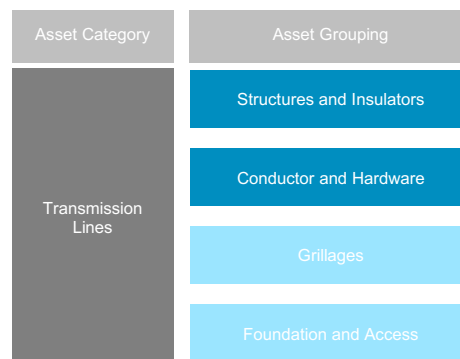 Asset Category
Asset Grouping
Transmission
Lines
Structures and Insulators
Conductor and Hardware
Grillages
Foundation and Access